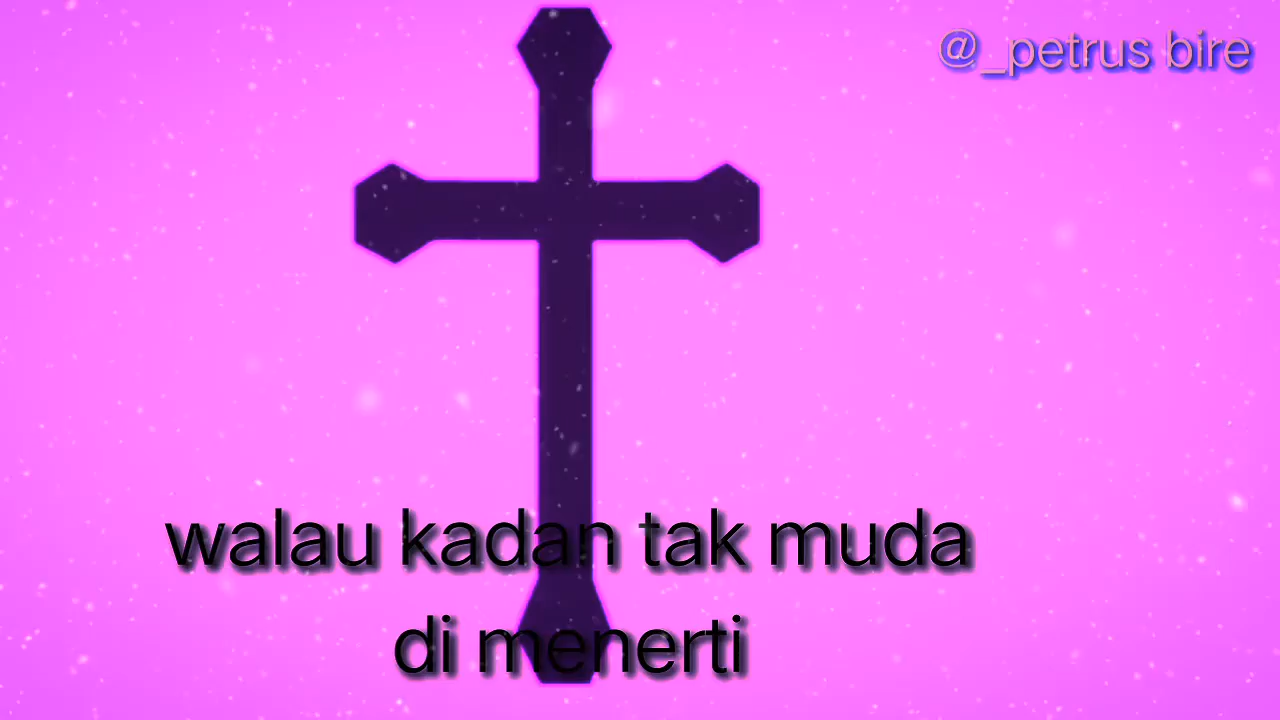 @_petrus bire
walau kadan tak muda
di menerti